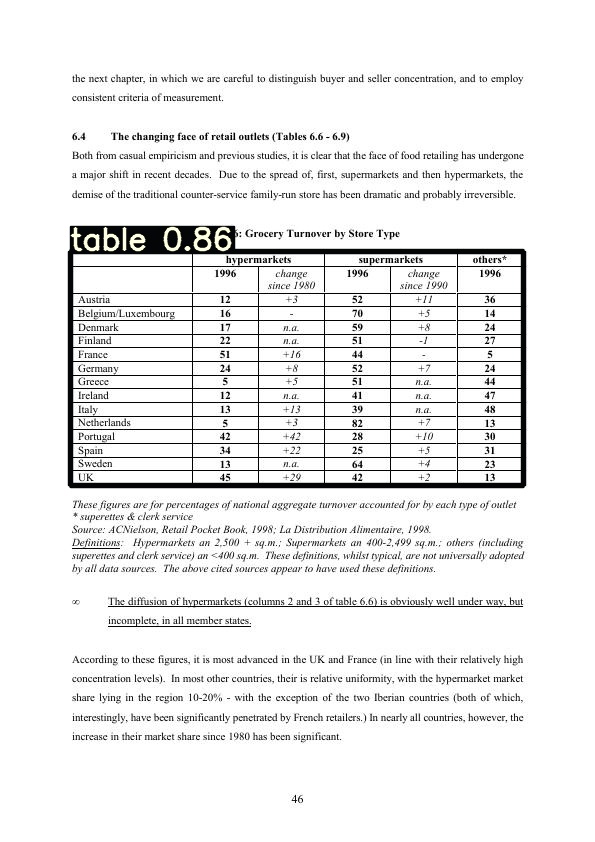 the next chapter, in which we are careful to distinguish buyer and seller concentration, and to employ
consistent criteria of measurement.
6.4 The changing face of retail outlets (Tables 6.6 - 6.9)
Both from casual empiricism and previous studies, it is clear that the face of food retailing has undergone
a major shift in recent decades. Due to the spread of, first, supermarkets and then hypermarkets, the
demise of the traditional counter-service family-run store has been dramatic and probably irreversible.
table 0.86 : Grocery Turnover by Store Type
hypermarkets supermarkets others*
1996 change since 1980 1996 change since 1990 1996
Austria 12 +3 52 +11 36
Belgium/Luxembourg 16 - 70 +5 14
Denmark 17 n.a. 59 +8 24
Finland 22 n.a. 51 -1 27
France 51 +16 44 - 5
Germany 24 +8 52 +7 24
Greece 5 +5 51 n.a. 44
Ireland 12 n.a. 41 n.a. 47
Italy 13 +13 39 n.a. 48
Netherlands 5 +3 82 +7 13
Portugal 42 +42 28 +10 30
Spain 34 +22 25 +5 31
Sweden 13 n.a. 64 +4 23
UK 45 +29 42 +2 13
These figures are for percentages of national aggregate turnover accounted for by each type of outlet
* superettes & clerk service
Source: ACNielson, Retail Pocket Book, 1998; La Distribution Alimentaire, 1998.
Definitions: Hypermarkets an 2,500 + sq.m.; Supermarkets an 400-2,499 sq.m.; others (including
superettes and clerk service) an <400 sq.m. These definitions, whilst typical, are not universally adopted
by all data sources. The above cited sources appear to have used these definitions.
∞ The diffusion of hypermarkets (columns 2 and 3 of table 6.6) is obviously well under way, but
incomplete, in all member states.
According to these figures, it is most advanced in the UK and France (in line with their relatively high
concentration levels). In most other countries, their is relative uniformity, with the hypermarket market
share lying in the region 10-20% - with the exception of the two Iberian countries (both of which,
interestingly, have been significantly penetrated by French retailers.) In nearly all countries, however, the
increase in their market share since 1980 has been significant.
46